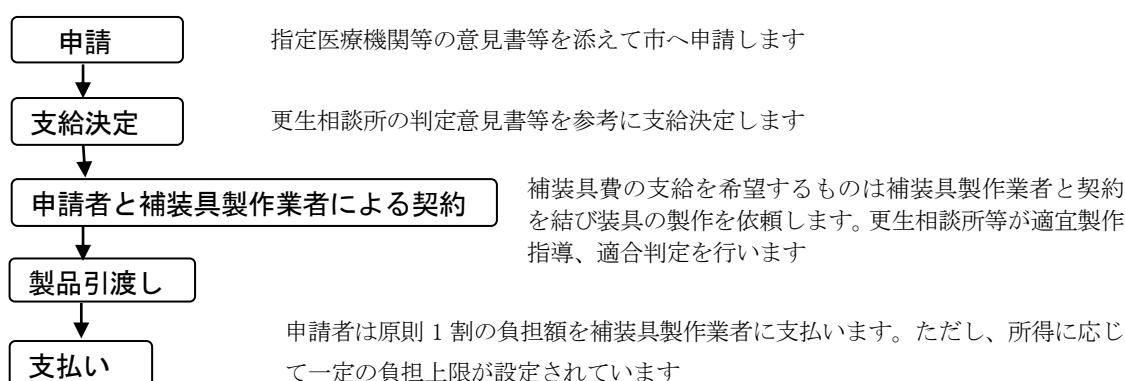 申請
指定医療機関等の意見書等を添えて市へ申請します
支給決定
更生相談所の判定意見書等を参考に支給決定します
申請者と補装具製作業者による契約
補装具費の支給を希望するものは補装具製作業者と契約
を結び装具の製作を依頼します。更生相談所等が適宜製作
指導、適合判定を行います
製品引渡し
申請者は原則 1 割の負担額を補装具製作業者に支払います。ただし、所得に応じ
て一定の負担上限が設定されています
支払い